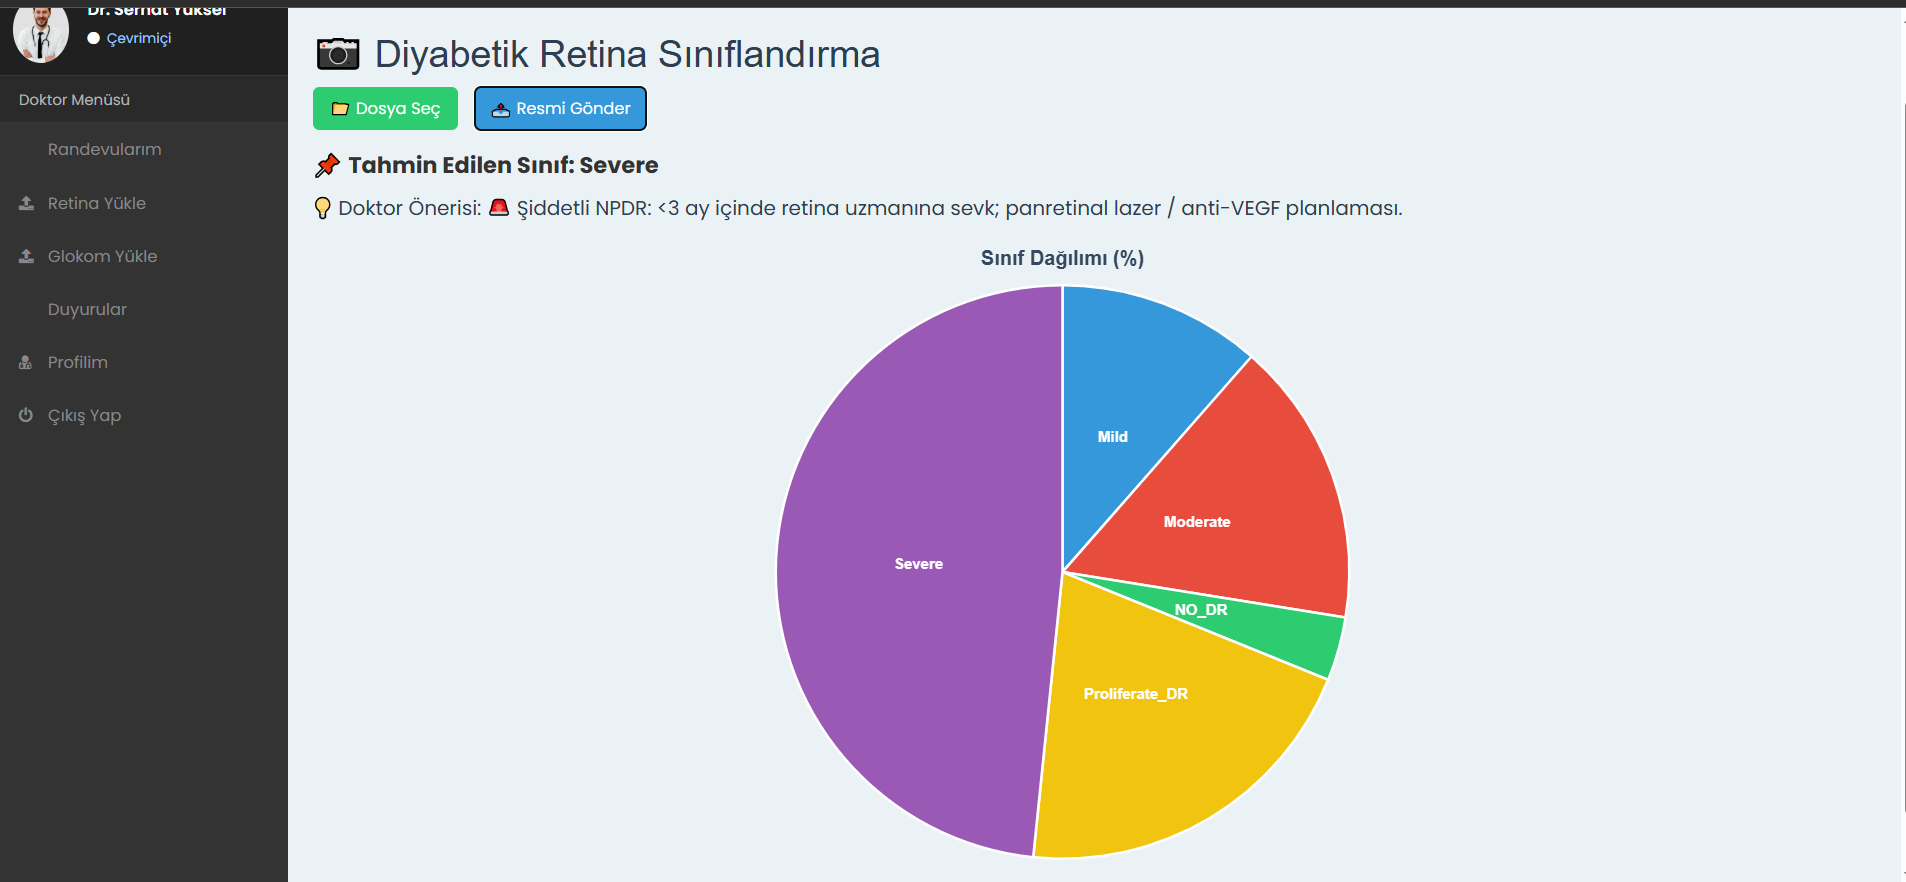 Dr. Serhat Yüksel
Çevrimiçi
Doktor Menüsü
Randevularım
Retina Yükle
Glokom Yükle
Duyurular
Profilim
Çıkış Yap
Diyabetik Retina Sınıflandırma
Dosya Seç
Resmi Gönder
Tahmin Edilen Sınıf: Severe
Doktor Önerisi: Şiddetli NPDR: <3 ay içinde retina uzmanına sevk; panretinal lazer / anti-VEGF planlaması.
Sınıf Dağılımı (%)
Mild
Moderate
Severe
NO_DR
Proliferate_DR